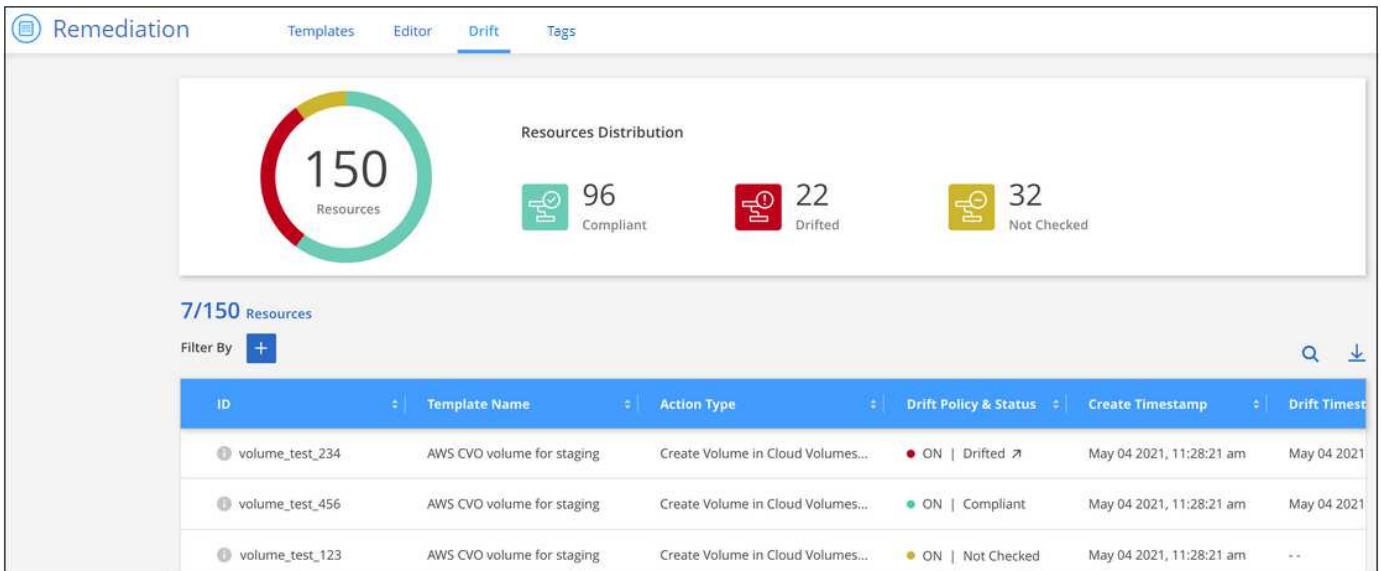 Remediation Templates Editor Drift Tags
150
Resources
Resources Distribution
96
Compliant
22
Drifted
32
Not Checked
7/150 Resources
Filter By +
ID Template Name Action Type Drift Policy & Status Create Timestamp Drift Timest
volume_test_234 AWS CVO volume for staging Create Volume in Cloud Volumes... ON | Drifted May 04 2021, 11:28:21 am May 04 2021
volume_test_456 AWS CVO volume for staging Create Volume in Cloud Volumes... ON | Compliant May 04 2021, 11:28:21 am May 04 2021
volume_test_123 AWS CVO volume for staging Create Volume in Cloud Volumes... ON | Not Checked May 04 2021, 11:28:21 am - -